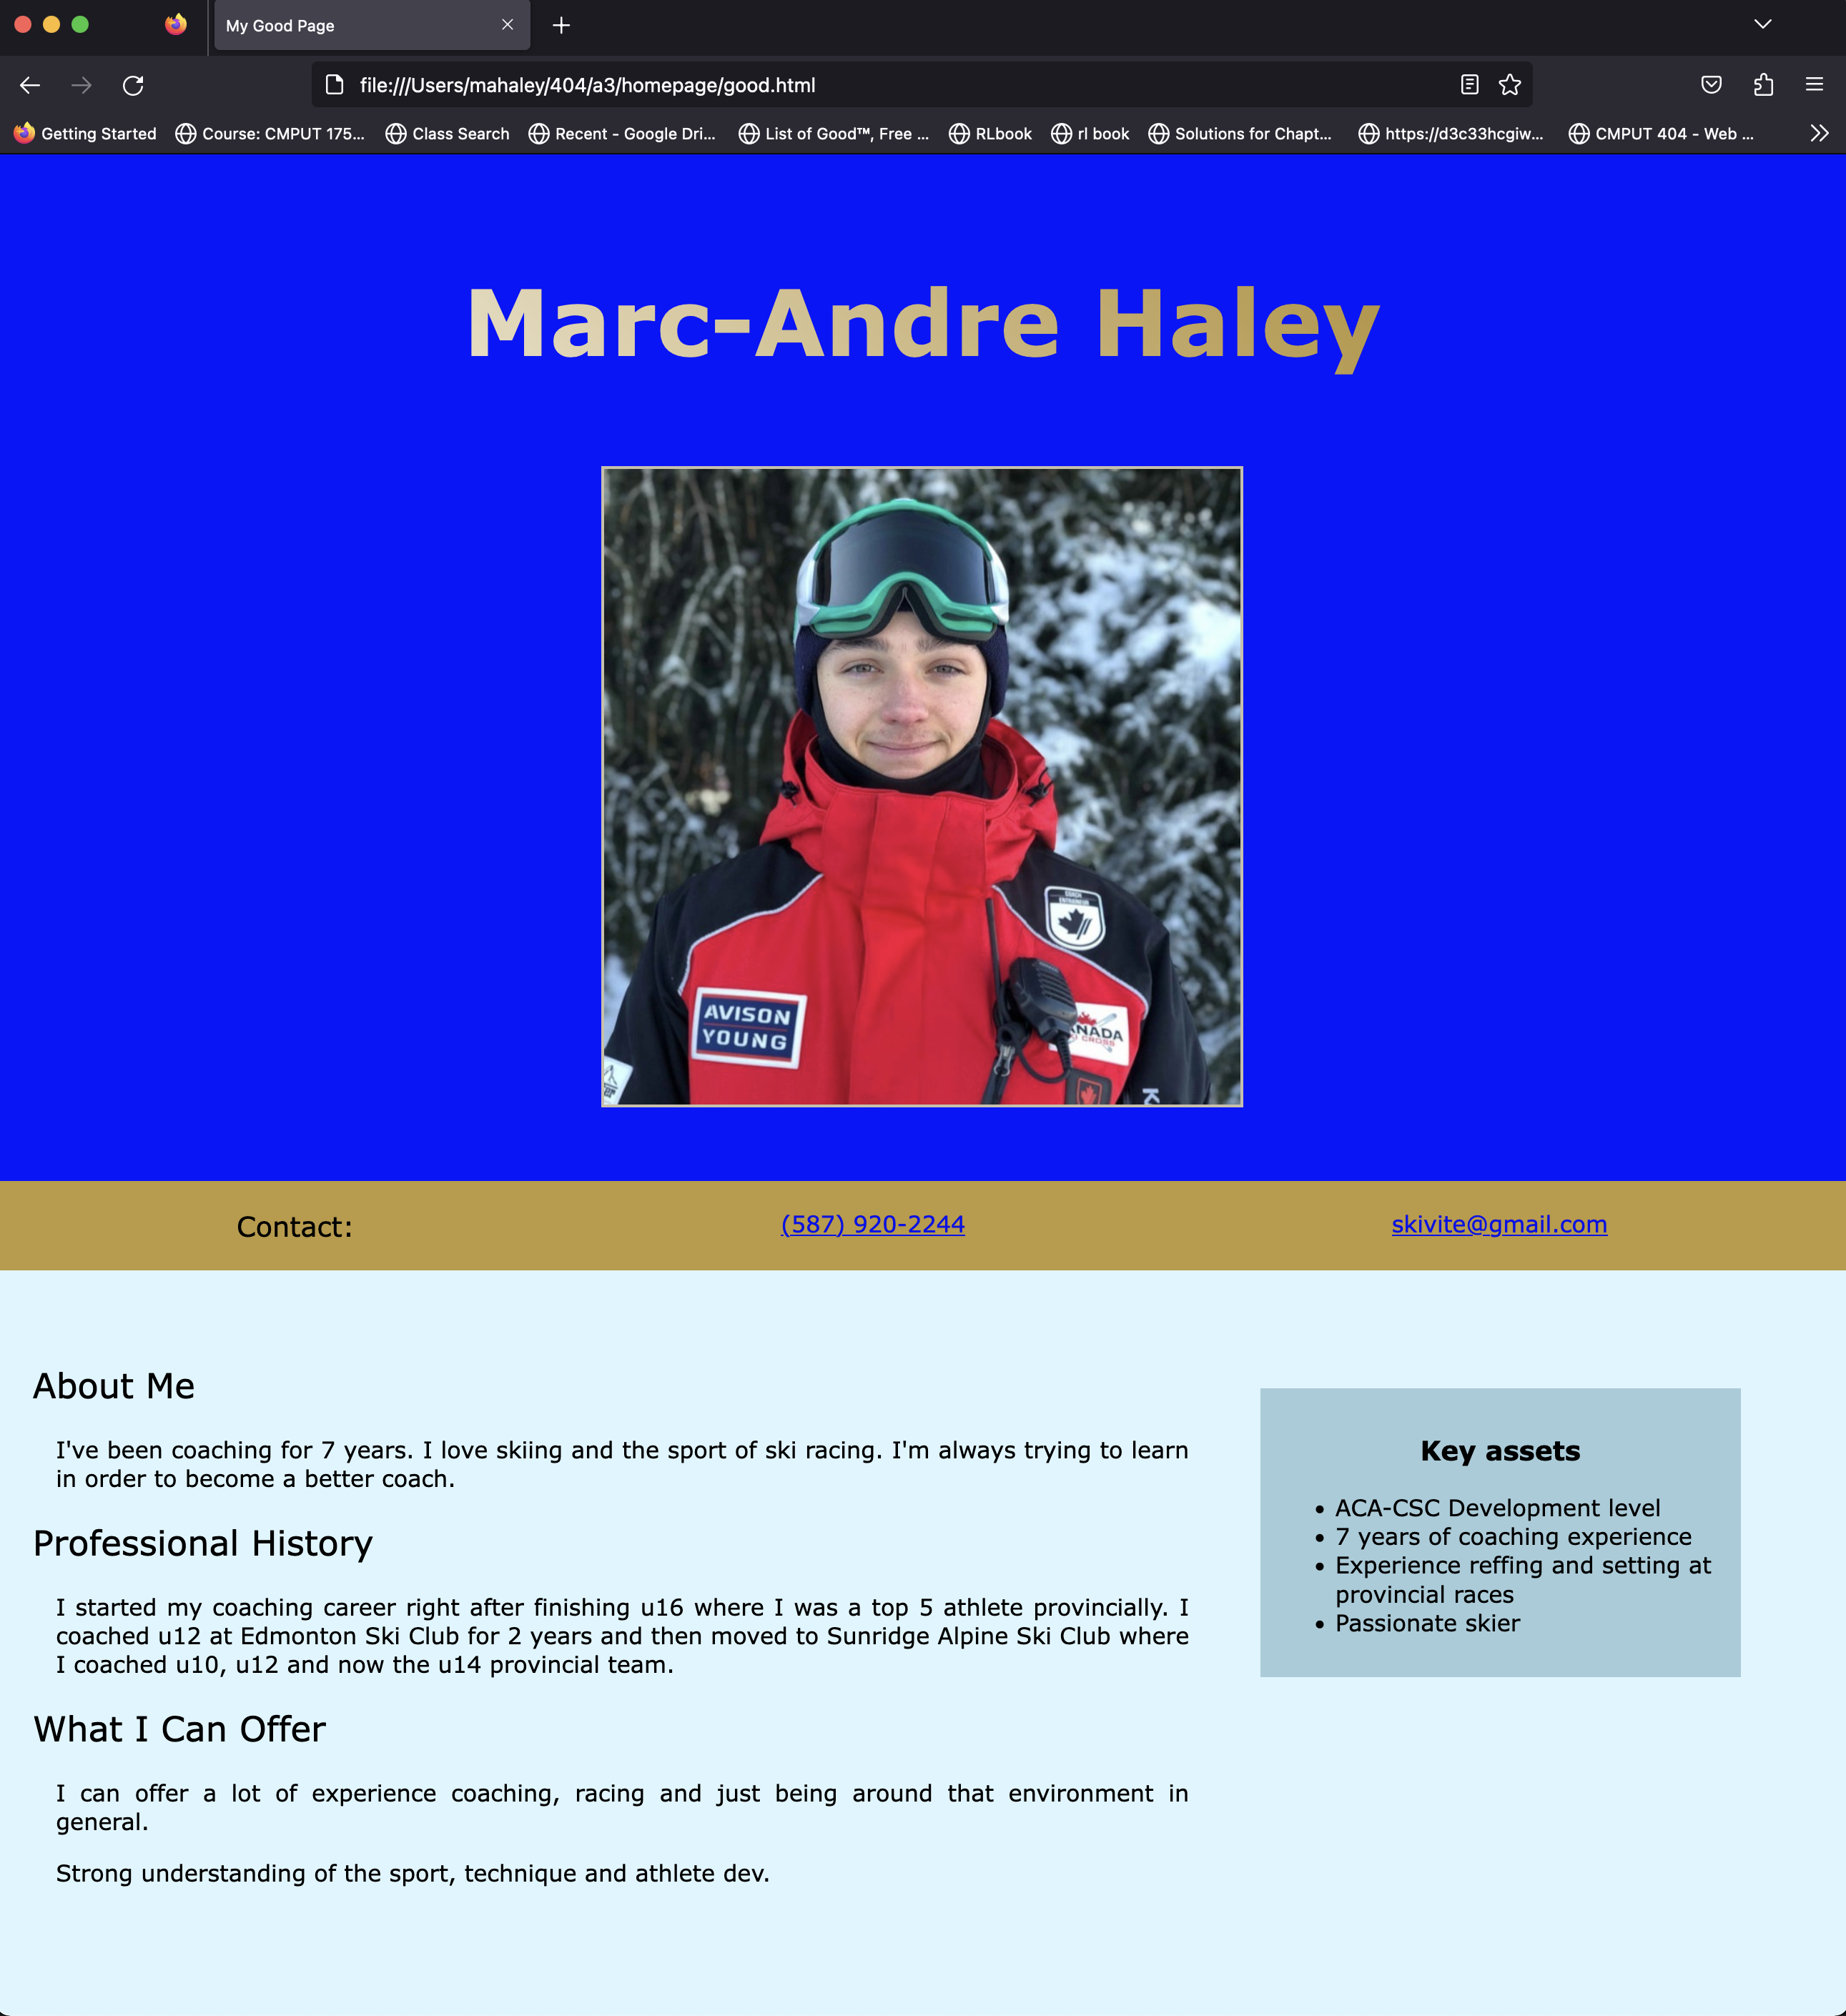 My Good Page
file:///Users/mahaley/404/a3/homepage/good.html
Getting Started Course: CMPUT 175... Class Search Recent - Google Dri... List of Good™, Free ... RLbook rl book Solutions for Chapt... https://d3c33hcgiw... CMPUT 404 - Web ...
Marc-Andre Haley
COACH
AVISON
YOUNG
NADA
CROSS
K
Contact: (587) 920-2244 skivite@gmail.com
About Me
I've been coaching for 7 years. I love skiing and the sport of ski racing. I'm always trying to learn
in order to become a better coach.
Professional History
I started my coaching career right after finishing u16 where I was a top 5 athlete provincially. I
coached u12 at Edmonton Ski Club for 2 years and then moved to Sunridge Alpine Ski Club where
I coached u10, u12 and now the u14 provincial team.
What I Can Offer
I can offer a lot of experience coaching, racing and just being around that environment in
general.
Strong understanding of the sport, technique and athlete dev.
Key assets
ACA-CSC Development level
7 years of coaching experience
Experience reffing and setting at
provincial races
Passionate skier